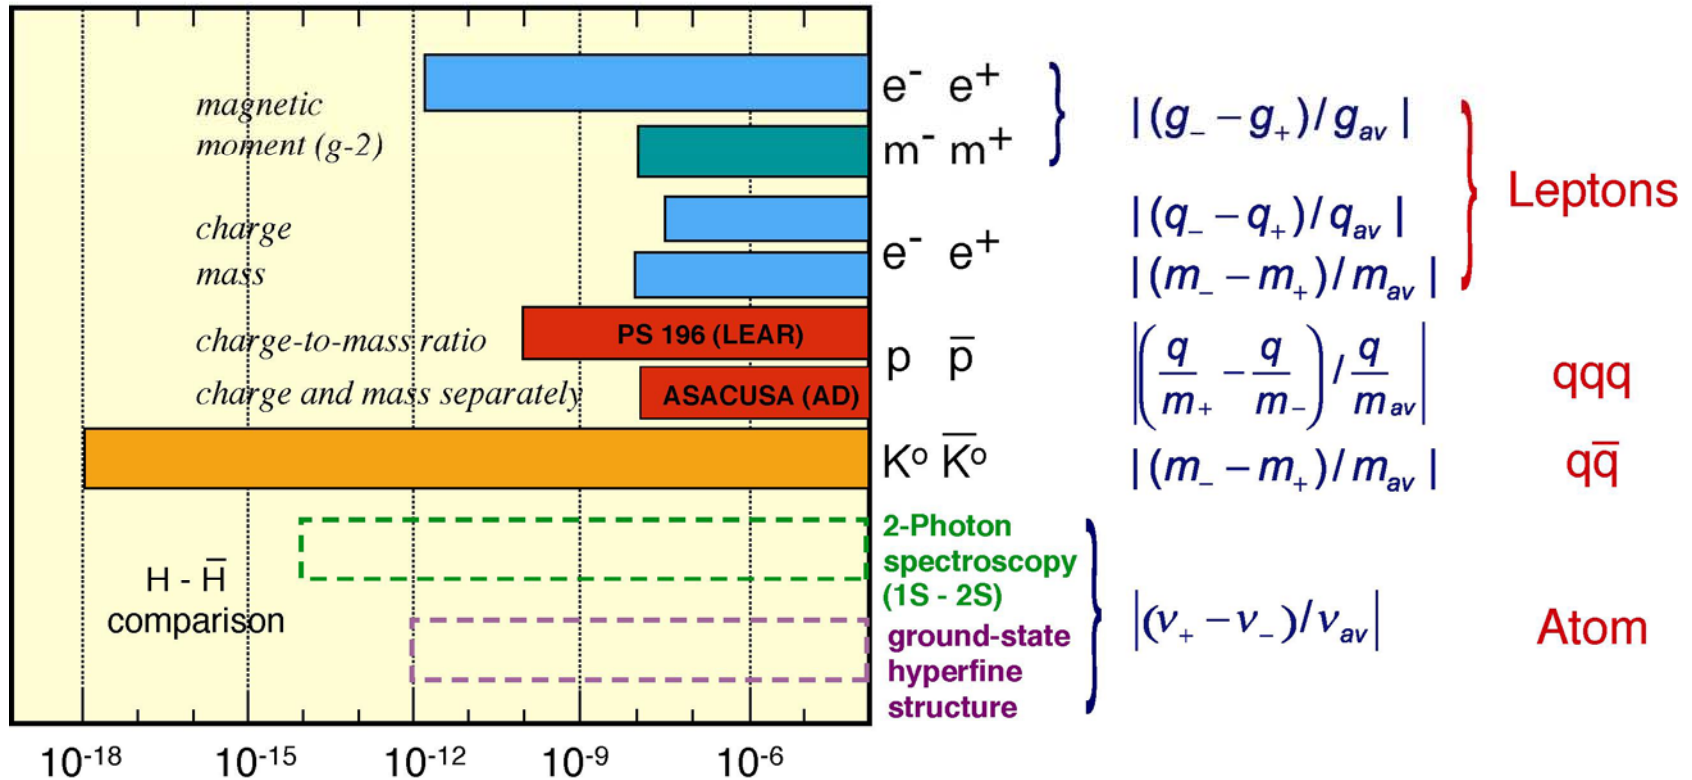 magnetic
moment (g-2)
e⁻ e⁺
m⁻ m⁺
|(g₋ − g₊)/g_av|
charge
mass
e⁻ e⁺
|(q₋ − q₊)/q_av|
|(m₋ − m₊)/m_av|
Leptons
charge-to-mass ratio
PS 196 (LEAR)
charge and mass separately
ASACUSA (AD)
p p̅
|(q/m₊ − q/m₋)/q/m_av|
qqq
K⁰ K̅⁰
|(m₋ − m₊)/m_av|
qq̅
H - H̅
comparison
2-Photon
spectroscopy
(1S - 2S)
ground-state
hyperfine
structure
|(ν₊ − ν₋)/ν_av|
Atom
10⁻¹⁸ 10⁻¹⁵ 10⁻¹² 10⁻⁹ 10⁻⁶